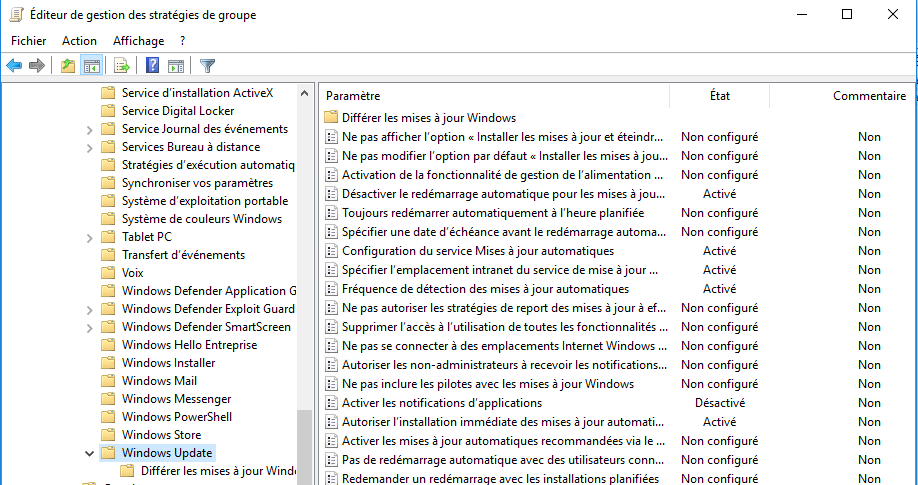 Éditeur de gestion des stratégies de groupe
Fichier Action Affichage ?
Service d'installation ActiveX
Service Digital Locker
Service Journal des événements
Services Bureau à distance
Stratégies d'exécution automatiq
Synchroniser vos paramètres
Système d'exploitation portable
Système de couleurs Windows
Tablet PC
Transfert d'événements
Voix
Windows Defender Application G
Windows Defender Exploit Guard
Windows Defender SmartScreen
Windows Hello Entreprise
Windows Installer
Windows Mail
Windows Messenger
Windows PowerShell
Windows Store
Windows Update
Différer les mises à jour Windo
Paramètre État Commentaire
Différer les mises à jour Windows
Ne pas afficher l'option « Installer les mises à jour et éteindr... Non configuré Non
Ne pas modifier l'option par défaut « Installer les mises à jou... Non configuré Non
Activation de la fonctionnalité de gestion de l'alimentation ... Non configuré Non
Désactiver le redémarrage automatique pour les mises à jou... Activé Non
Toujours redémarrer automatiquement à l'heure planifiée Non configuré Non
Spécifier une date d'échéance avant le redémarrage automa... Non configuré Non
Configuration du service Mises à jour automatiques Activé Non
Spécifier l'emplacement intranet du service de mise à jour ... Activé Non
Fréquence de détection des mises à jour automatiques Activé Non
Ne pas autoriser les stratégies de report des mises à jour à ef... Non configuré Non
Supprimer l'accès à l'utilisation de toutes les fonctionnalités ... Non configuré Non
Ne pas se connecter à des emplacements Internet Windows ... Non configuré Non
Autoriser les non-administrateurs à recevoir les notifications... Non configuré Non
Ne pas inclure les pilotes avec les mises à jour Windows Non configuré Non
Activer les notifications d'applications Désactivé Non
Autoriser l'installation immédiate des mises à jour automati... Activé Non
Activer les mises à jour automatiques recommandées via le ... Non configuré Non
Pas de redémarrage automatique avec des utilisateurs conn... Non configuré Non
Redemander un redémarrage avec les installations planifiées Non configuré Non